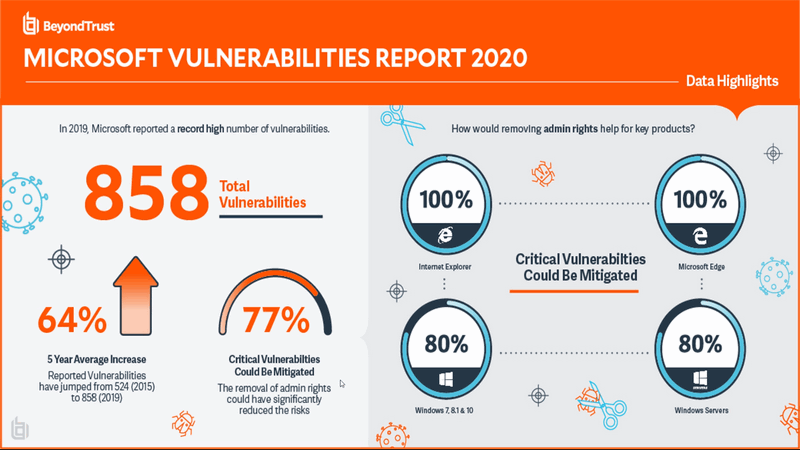 BeyondTrust
MICROSOFT VULNERABILITIES REPORT 2020
Data Highlights
In 2019, Microsoft reported a record high number of vulnerabilities.
858
Total
Vulnerabilities
64%
5 Year Average Increase
Reported Vulnerabilities
have jumped from 524 (2015)
to 858 (2019)
77%
Critical Vulnerabilties
Could Be Mitigated
The removal of admin rights
could have significantly
reduced the risks
How would removing admin rights help for key products?
100%
Internet Explorer
100%
Microsoft Edge
Critical Vulnerabilties
Could Be Mitigated
80%
Windows 7, 8.1 & 10
80%
Windows Servers